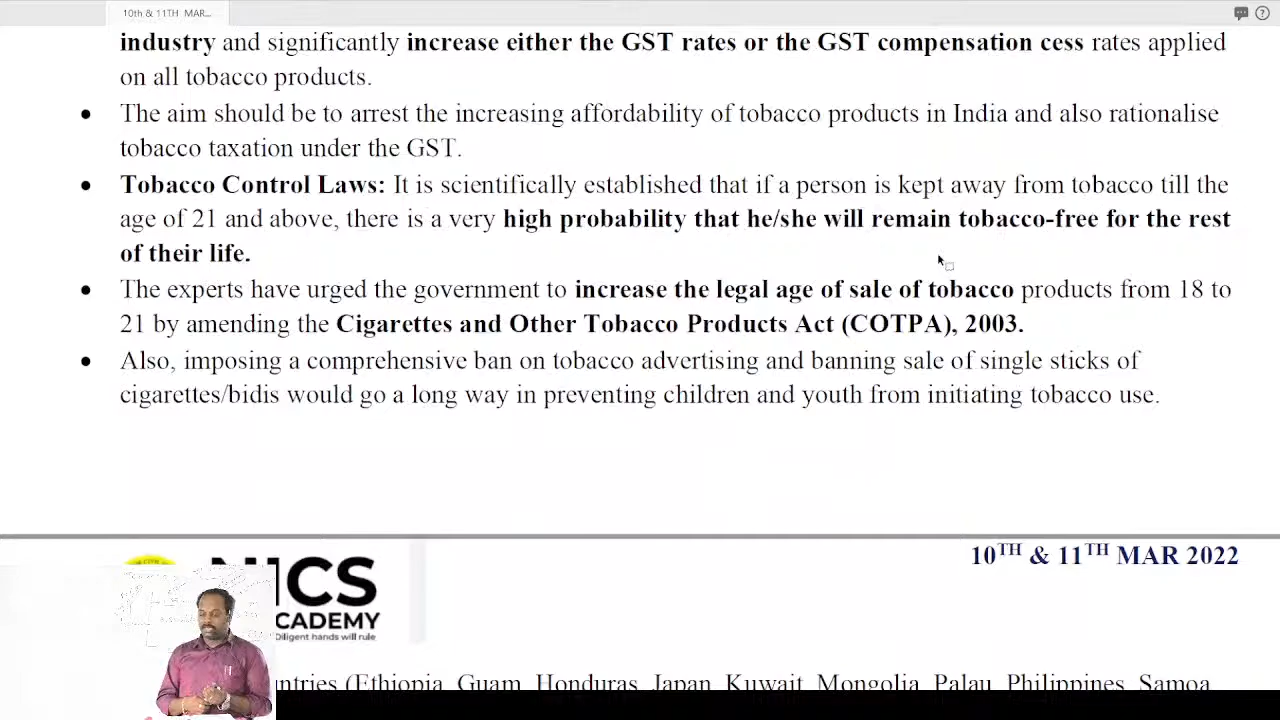 10th & 11TH MAR...
industry and significantly increase either the GST rates or the GST compensation cess rates applied
on all tobacco products.
• The aim should be to arrest the increasing affordability of tobacco products in India and also rationalise
tobacco taxation under the GST.
• Tobacco Control Laws: It is scientifically established that if a person is kept away from tobacco till the
age of 21 and above, there is a very high probability that he/she will remain tobacco-free for the rest
of their life.
• The experts have urged the government to increase the legal age of sale of tobacco products from 18 to
21 by amending the Cigarettes and Other Tobacco Products Act (COTPA), 2003.
• Also, imposing a comprehensive ban on tobacco advertising and banning sale of single sticks of
cigarettes/bidis would go a long way in preventing children and youth from initiating tobacco use.
10TH & 11TH MAR 2022
NICS
CADEMY
Diligent hands will rule
ntries (Ethiopia, Guam, Honduras, Japan, Kuwait, Mongolia, Palau, Philippines, Samoa,